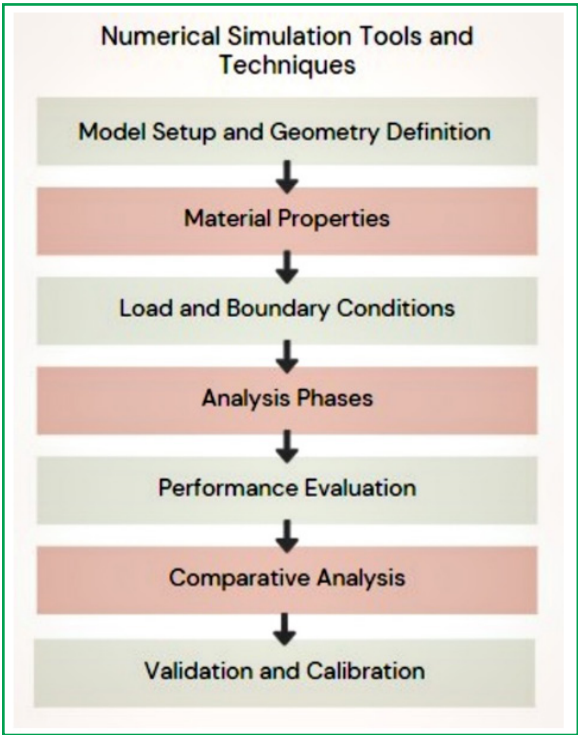 Numerical Simulation Tools and
Techniques
Model Setup and Geometry Definition
Material Properties
Load and Boundary Conditions
Analysis Phases
Performance Evaluation
Comparative Analysis
Validation and Calibration